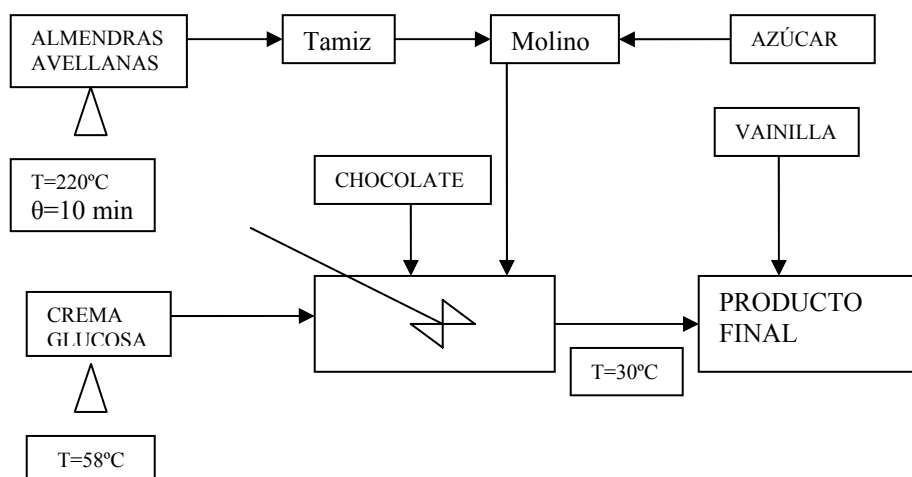 ALMENDRAS
AVELLANAS
Tamiz
Molino
AZÚCAR
T=220ºC
θ=10 min
CHOCOLATE
VAINILLA
CREMA
GLUCOSA
PRODUCTO
FINAL
T=30ºC
T=58ºC